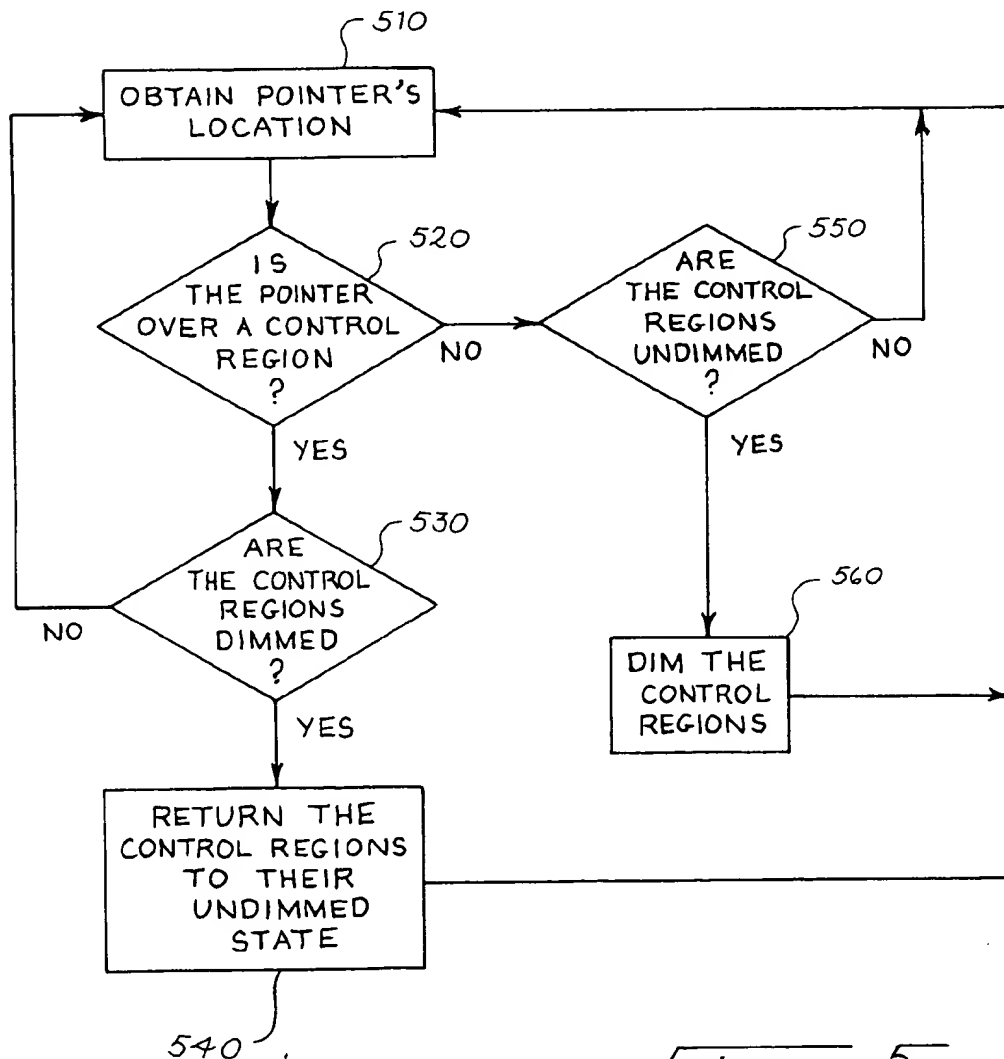 510
OBTAIN POINTER'S
LOCATION
520
IS
THE POINTER
OVER A CONTROL
REGION
?
NO
YES
550
ARE
THE CONTROL
REGIONS
UNDIMMED
?
NO
YES
530
ARE
THE CONTROL
REGIONS
DIMMED
?
NO
YES
560
DIM THE
CONTROL
REGIONS
RETURN THE
CONTROL REGIONS
TO THEIR
UNDIMMED
STATE
540